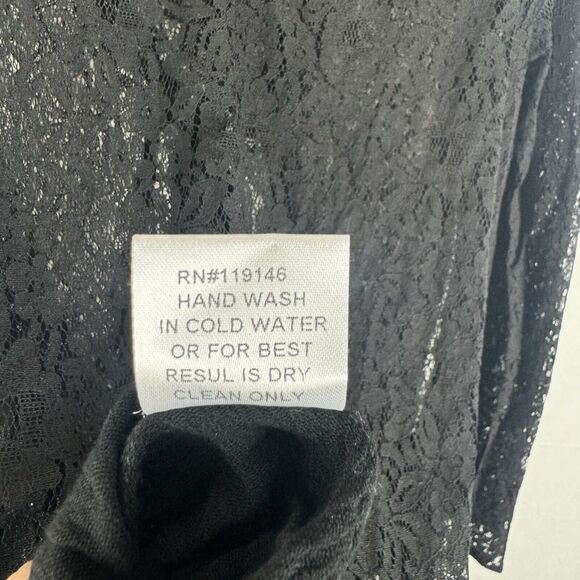 RN#119146
HAND WASH
IN COLD WATER
OR FOR BEST
RESUL IS DRY
CLEAN ONLY